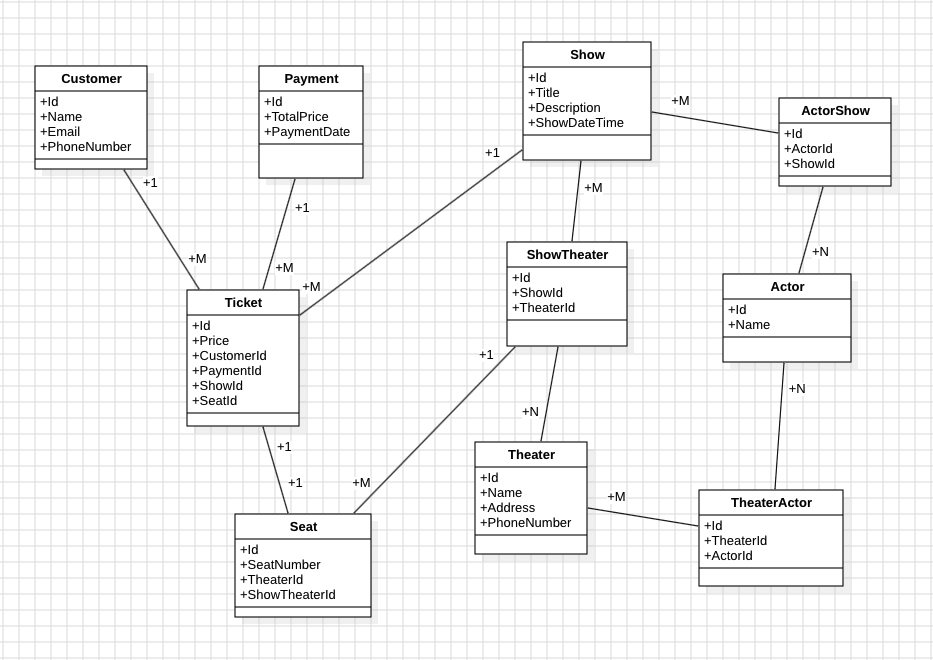 Customer
+Id
+Name
+Email
+PhoneNumber
Payment
+Id
+TotalPrice
+PaymentDate
Show
+Id
+Title
+Description
+ShowDateTime
ActorShow
+Id
+ActorId
+ShowId
+M
+1
+1
+1
+M
+M
+M
+M
+N
Ticket
+Id
+Price
+CustomerId
+PaymentId
+ShowId
+SeatId
ShowTheater
+Id
+ShowId
+TheaterId
Actor
+Id
+Name
+1
+N
+N
+1
+1
+M
Seat
+Id
+SeatNumber
+TheaterId
+ShowTheaterId
Theater
+Id
+Name
+Address
+PhoneNumber
+M
TheaterActor
+Id
+TheaterId
+ActorId